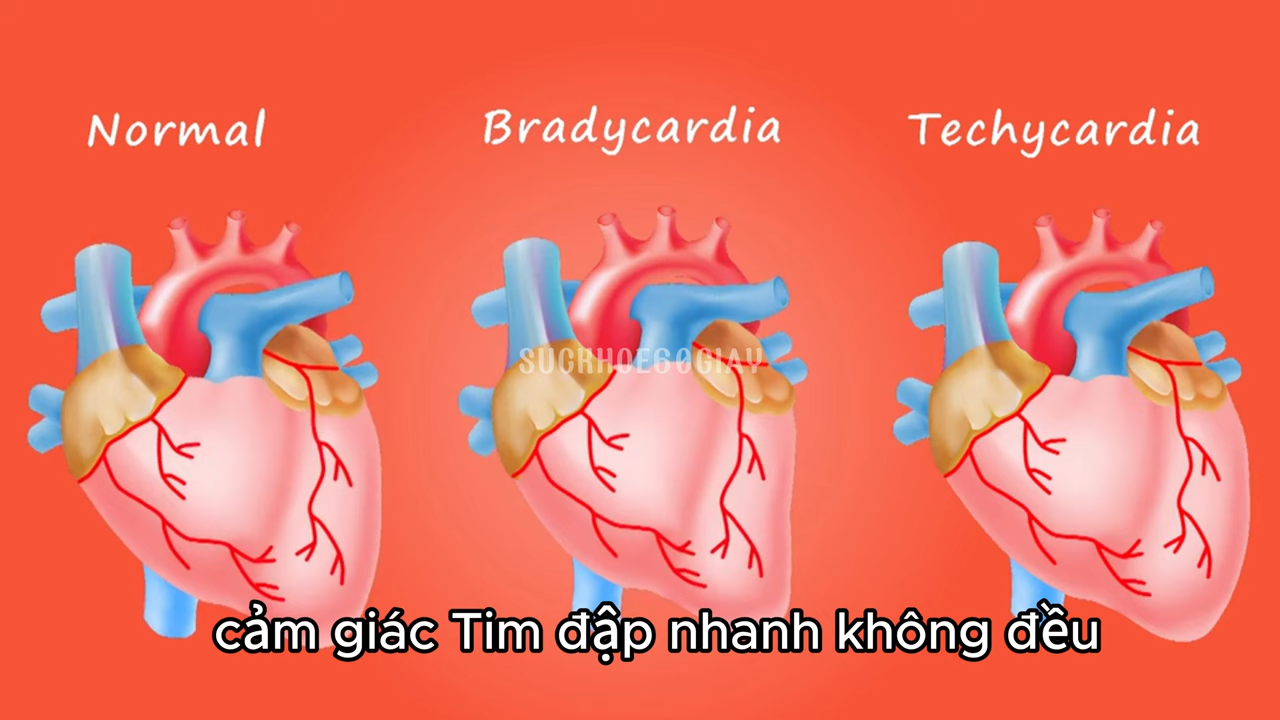 Normal
Bradycardia
Techycardia
SUCKHOE60GIAY
cảm giác Tim đập nhanh không đều